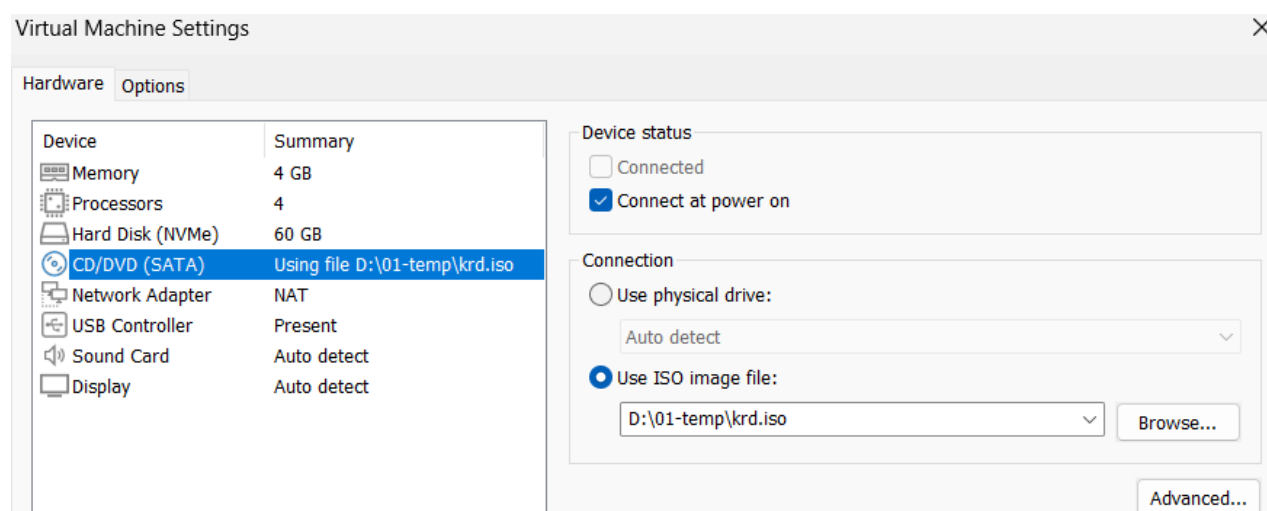 Virtual Machine Settings
Hardware Options
Device Summary
Memory 4 GB
Processors 4
Hard Disk (NVMe) 60 GB
CD/DVD (SATA) Using file D:\01-temp\krd.iso
Network Adapter NAT
USB Controller Present
Sound Card Auto detect
Display Auto detect
Device status
Connected
Connect at power on
Connection
Use physical drive:
Auto detect
Use ISO image file:
D:\01-temp\krd.iso Browse...
Advanced...